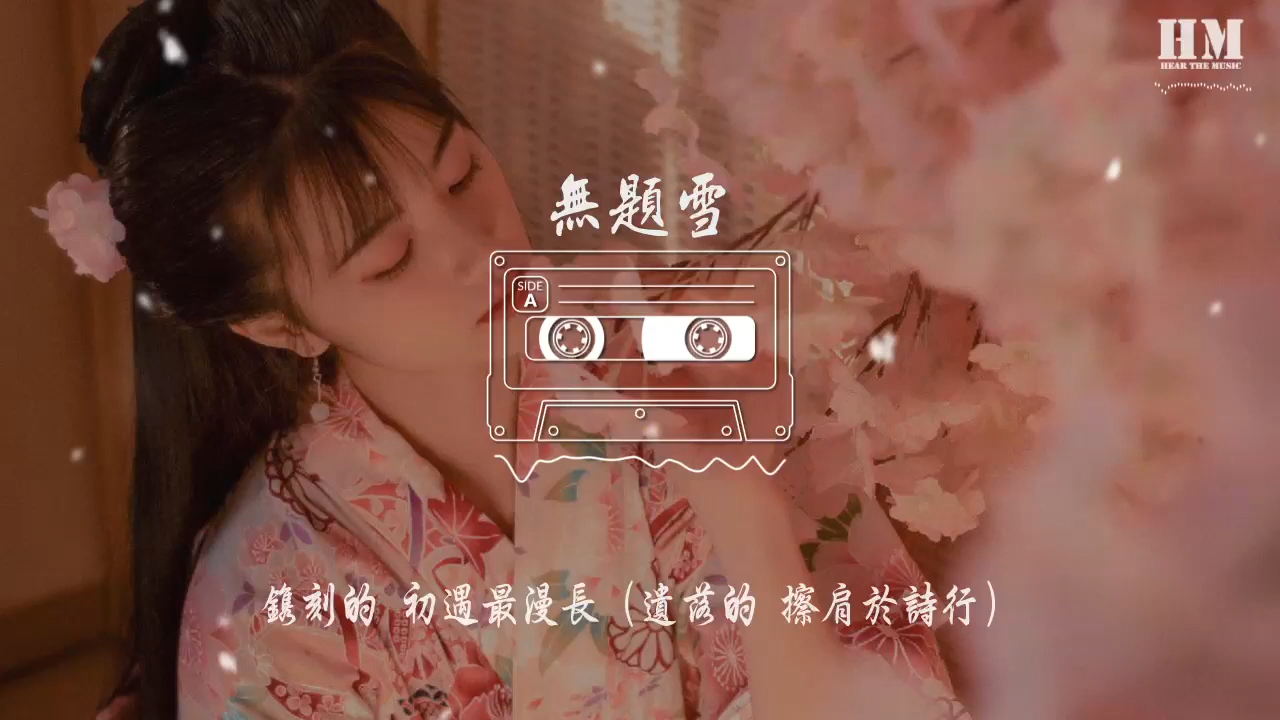 HM
HEAR THE MUSIC
無題雪
SIDE
A
鐫刻的 初遇最漫長（遺落的 擦肩於詩行）